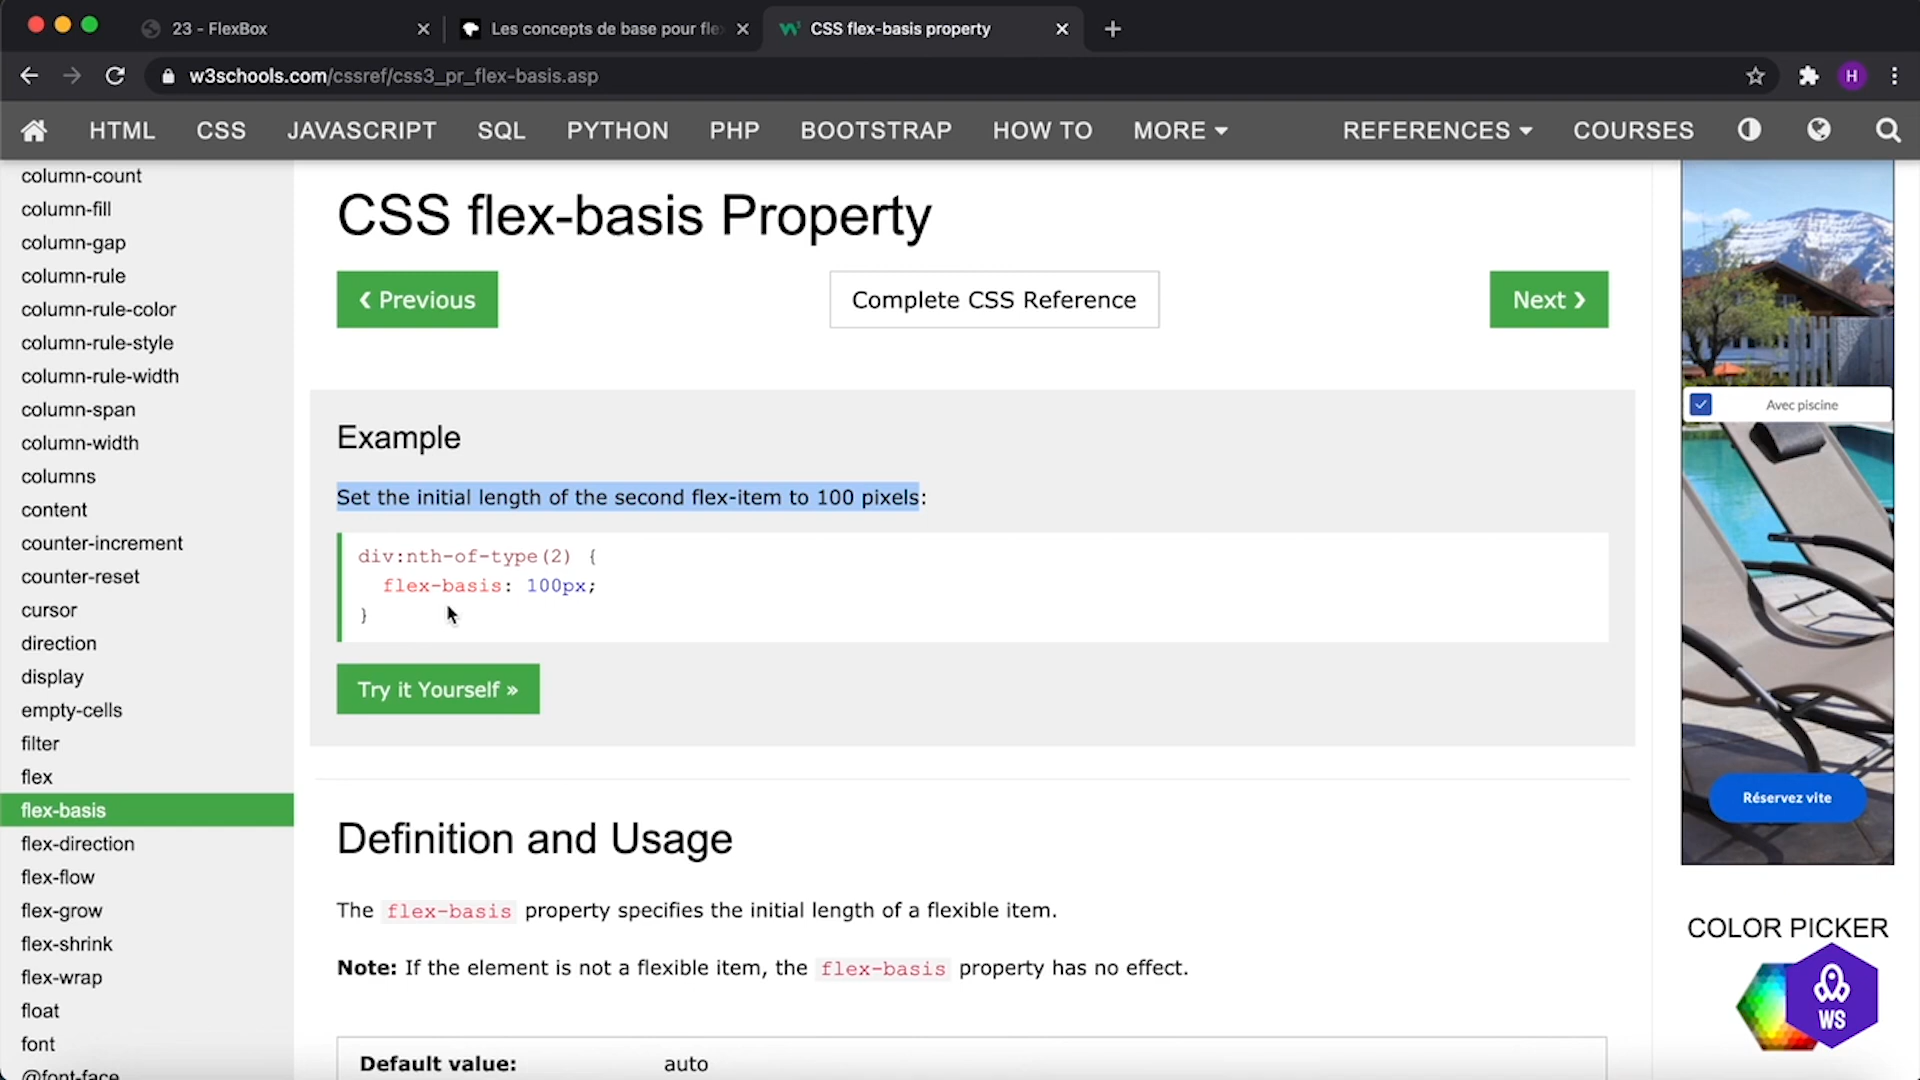 23 - FlexBox
Les concepts de base pour fle
CSS flex-basis property
w3schools.com/cssref/css3_pr_flex-basis.asp
H
HTML CSS JAVASCRIPT SQL PYTHON PHP BOOTSTRAP HOW TO MORE REFERENCES COURSES
column-count
column-fill
column-gap
column-rule
column-rule-color
column-rule-style
column-rule-width
column-span
column-width
columns
content
counter-increment
counter-reset
cursor
direction
display
empty-cells
filter
flex
flex-basis
flex-direction
flex-flow
flex-grow
flex-shrink
flex-wrap
float
font
@font-face
CSS flex-basis Property
❮ Previous
Complete CSS Reference
Next ❯
Example
Set the initial length of the second flex-item to 100 pixels:
div:nth-of-type(2) {
flex-basis: 100px;
}
Try it Yourself »
Definition and Usage
The flex-basis property specifies the initial length of a flexible item.
Note: If the element is not a flexible item, the flex-basis property has no effect.
Default value: auto
Avec piscine
Réservez vite
COLOR PICKER
WS